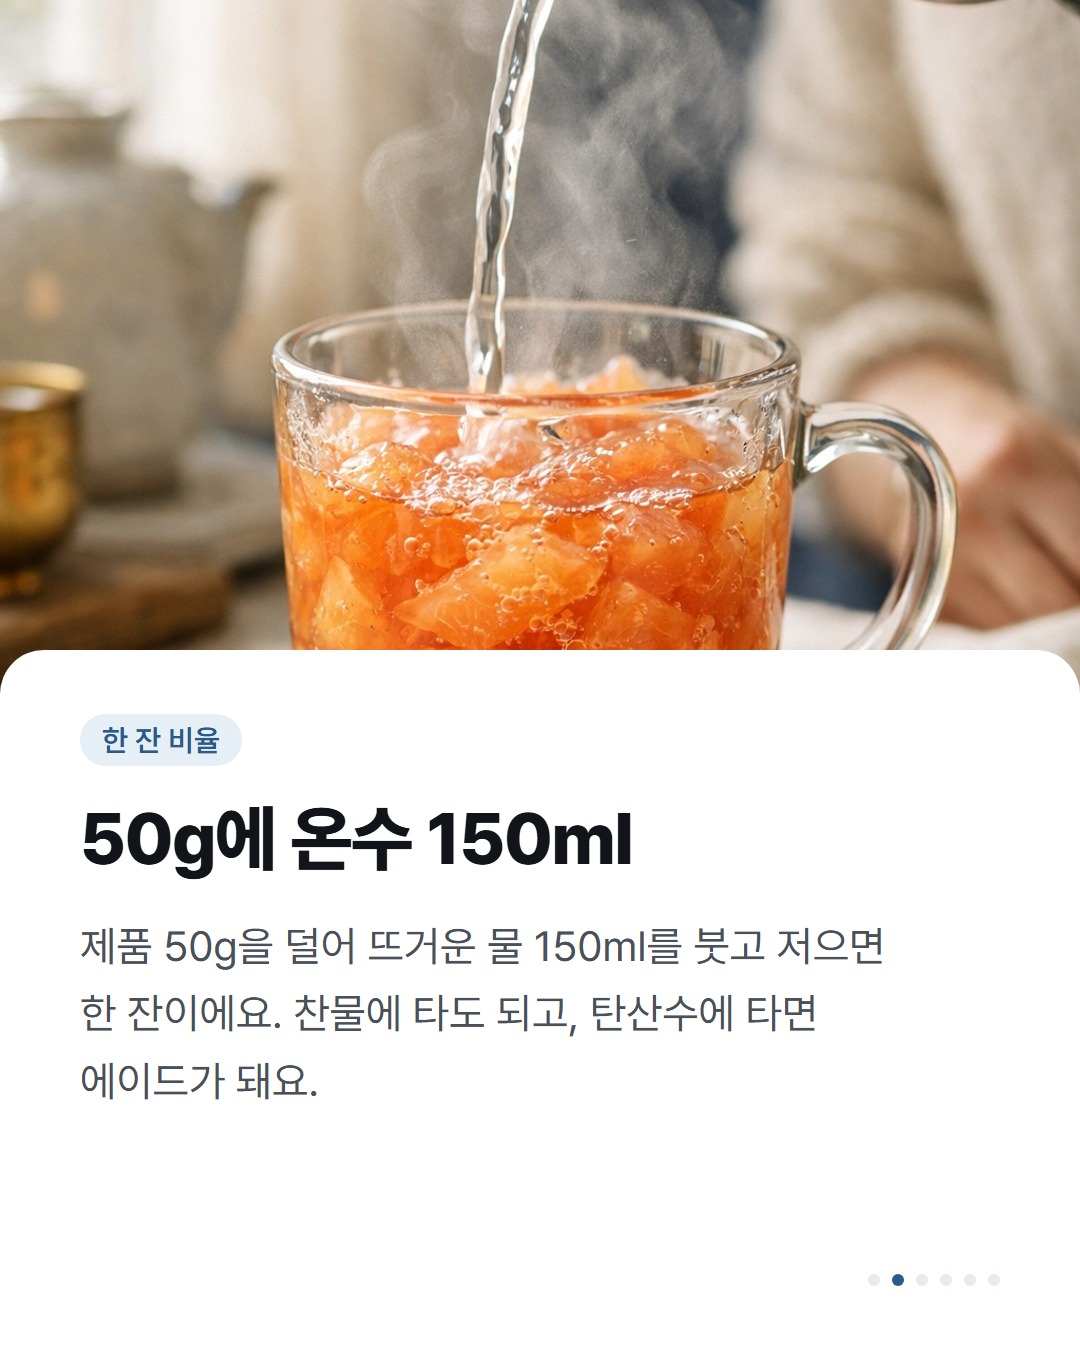 한 잔 비율
50g에 온수 150ml
제품 50g을 덜어 뜨거운 물 150ml를 붓고 저으면
한 잔이에요. 찬물에 타도 되고, 탄산수에 타면
에이드가 돼요.